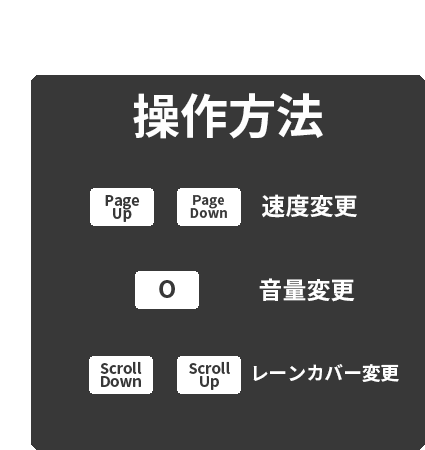 操作方法
Page Up
Page Down
速度変更
O
音量変更
Scroll Down
Scroll Up
レーンカバー変更